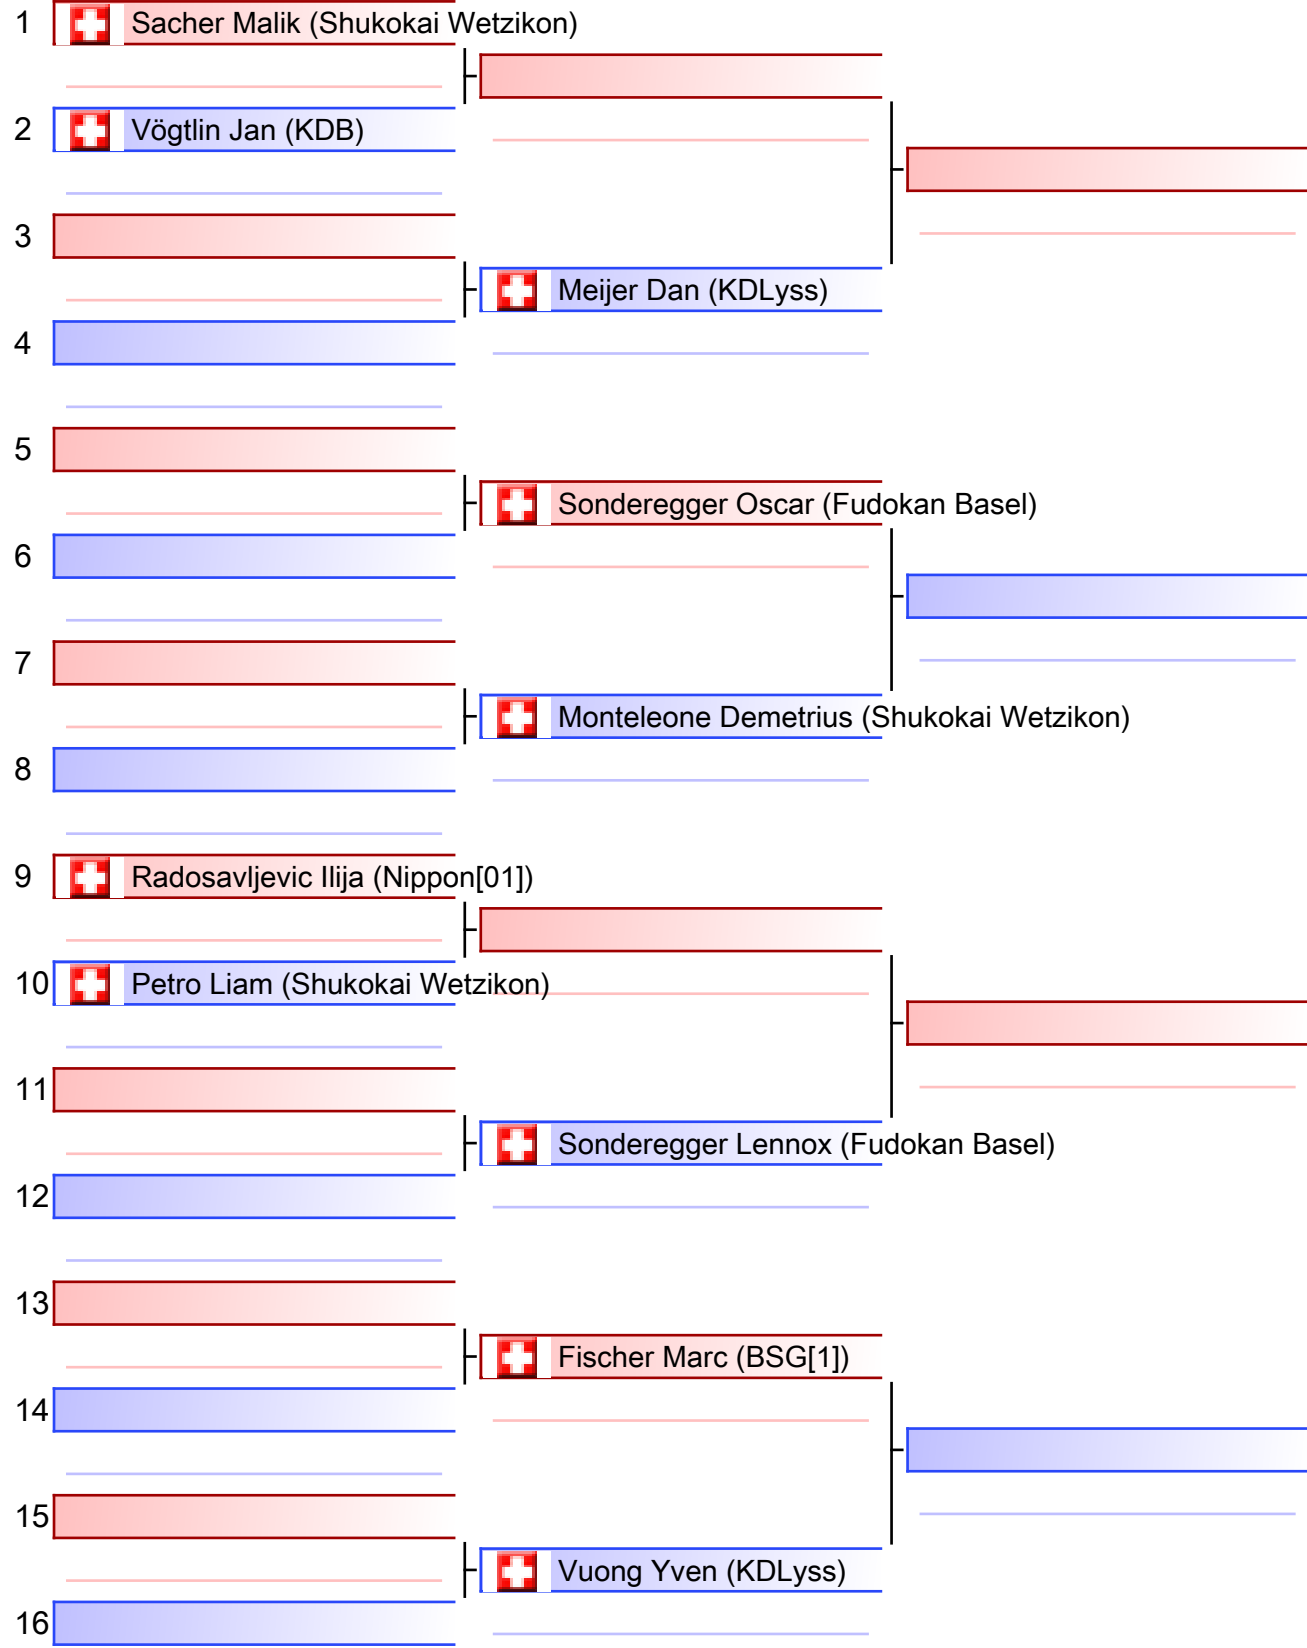 1 Sacher Malik (Shukokai Wetzikon)
2 Vögtlin Jan (KDB)
3
Meijer Dan (KDLyss)
4
5
Sonderegger Oscar (Fudokan Basel)
6
7
Monteleone Demetrius (Shukokai Wetzikon)
8
9 Radosavljevic Ilija (Nippon[01])
10 Petro Liam (Shukokai Wetzikon)
11
Sonderegger Lennox (Fudokan Basel)
12
13
Fischer Marc (BSG[1])
14
15
Vuong Yven (KDLyss)
16